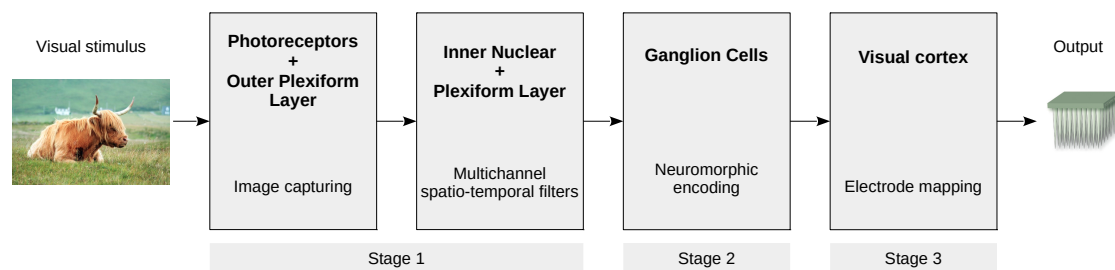 Visual stimulus
Photoreceptors
+
Outer Plexiform
Layer
Image capturing
Inner Nuclear
+
Plexiform Layer
Multichannel
spatio-temporal filters
Ganglion Cells
Neuromorphic
encoding
Visual cortex
Electrode mapping
Output
Stage 1
Stage 2
Stage 3